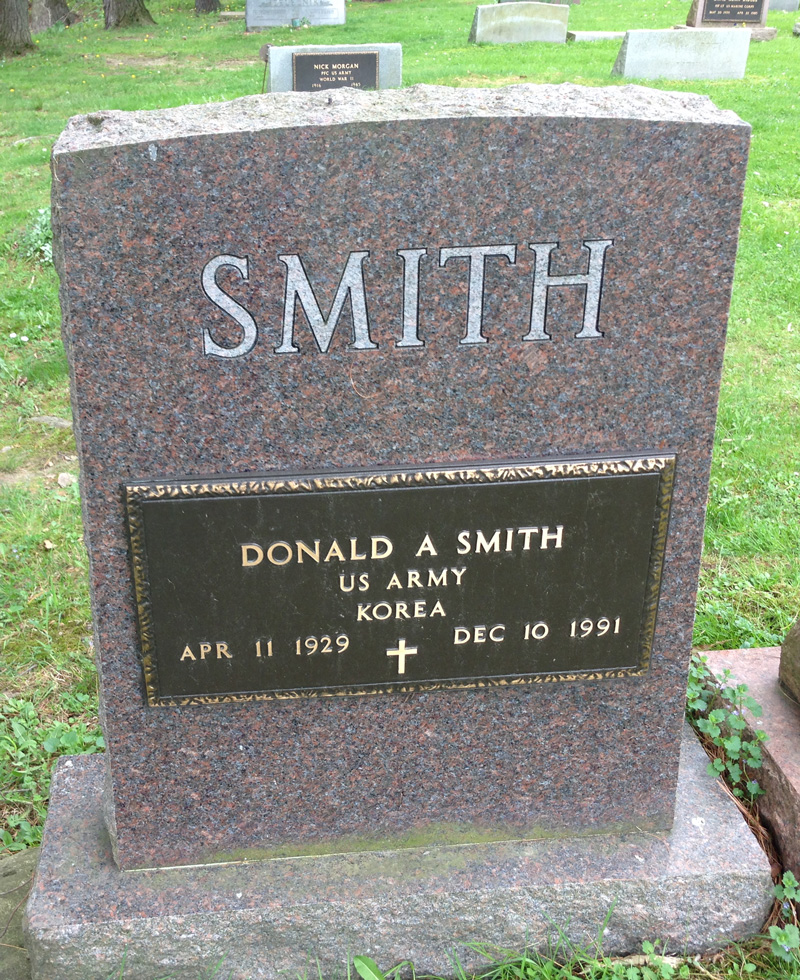 NICK MORGAN
PFC US ARMY
WORLD WAR II
SMITH
DONALD A SMITH
US ARMY
KOREA
APR 11 1929 DEC 10 1991